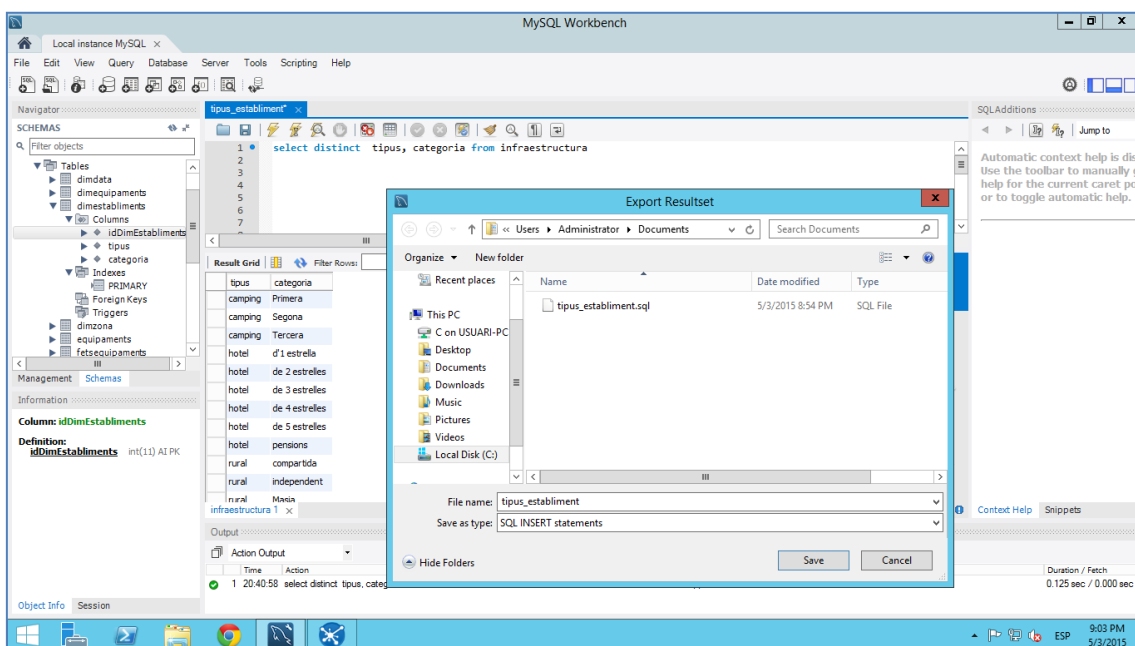 MySQL Workbench
Local instance MySQL
File Edit View Query Database Server Tools Scripting Help
Navigator
SCHEMAS
Filter objects
Tables
dimdata
dimequipaments
dimestabliments
Columns
idDimEstabliments
tipus
categoria
Indexes
PRIMARY
Foreign Keys
Triggers
dimzona
equipaments
fetsequipaments
Management Schemas
Information
Column: idDimEstabliments
Definition:
idDimEstabliments int(11) AI PK
Object Info Session
tipus_establiment*
1 select distinct tipus, categoria from infraestructura
2
3
4
5
6
7
Result Grid Filter Rows:
tipus categoria
camping Primera
camping Segona
camping Tercera
hotel d'1 estrella
hotel de 2 estrelles
hotel de 3 estrelles
hotel de 4 estrelles
hotel de 5 estrelles
hotel pensions
rural compartida
rural independent
rural Masia
infraestructura 1
Output
Action Output
Time Action
1 20:40:58 select distinct tipus, categ
Duration / Fetch
0.125 sec / 0.000 sec
Export Resultset
« Users Administrator Documents
Search Documents
Organize New folder
Recent places
This PC
C on USUARI-PC
Desktop
Documents
Downloads
Music
Pictures
Videos
Local Disk (C:)
Name Date modified Type
tipus_establiment.sql 5/3/2015 8:54 PM SQL File
File name: tipus_establiment
Save as type: SQL INSERT statements
Hide Folders Save Cancel
SQLAdditions
Jump to
Automatic context help is dis
Use the toolbar to manually g
help for the current caret po
or to toggle automatic help.
Context Help Snippets
ESP
9:03 PM
5/3/2015